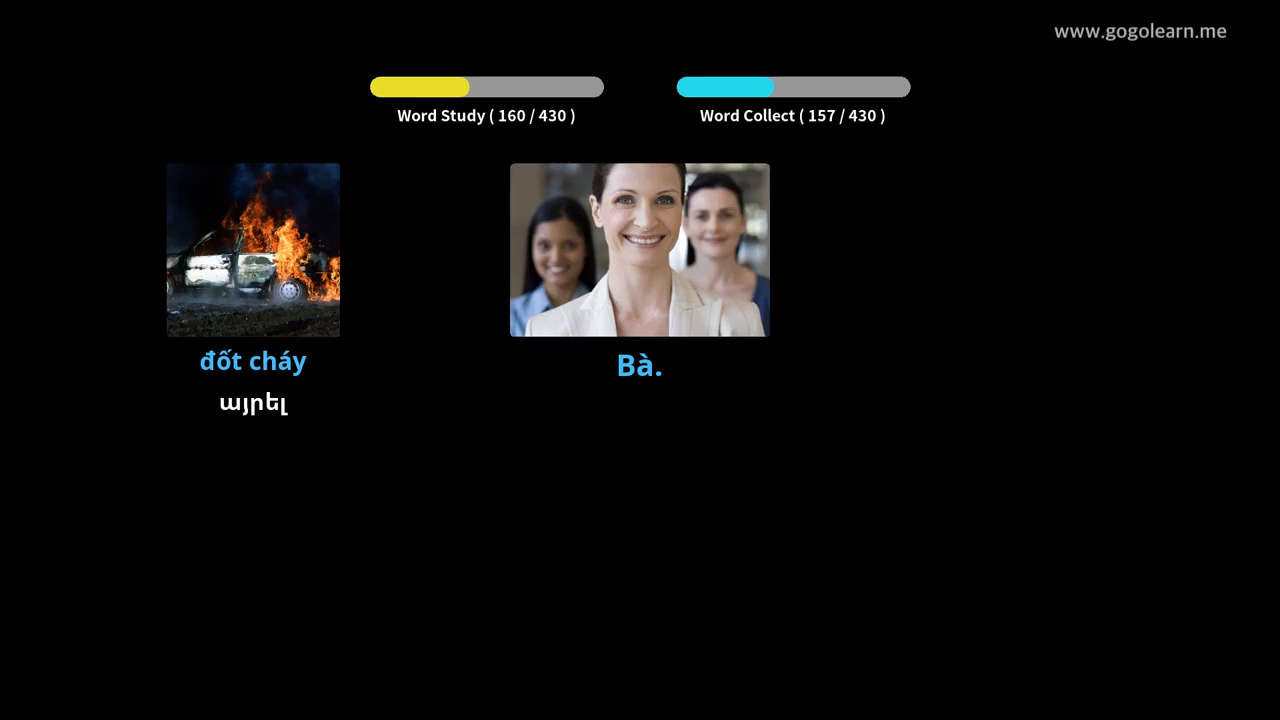 www.gogolearn.me
Word Study ( 160 / 430 )
Word Collect ( 157 / 430 )
đốt cháy
այրել
Bà.